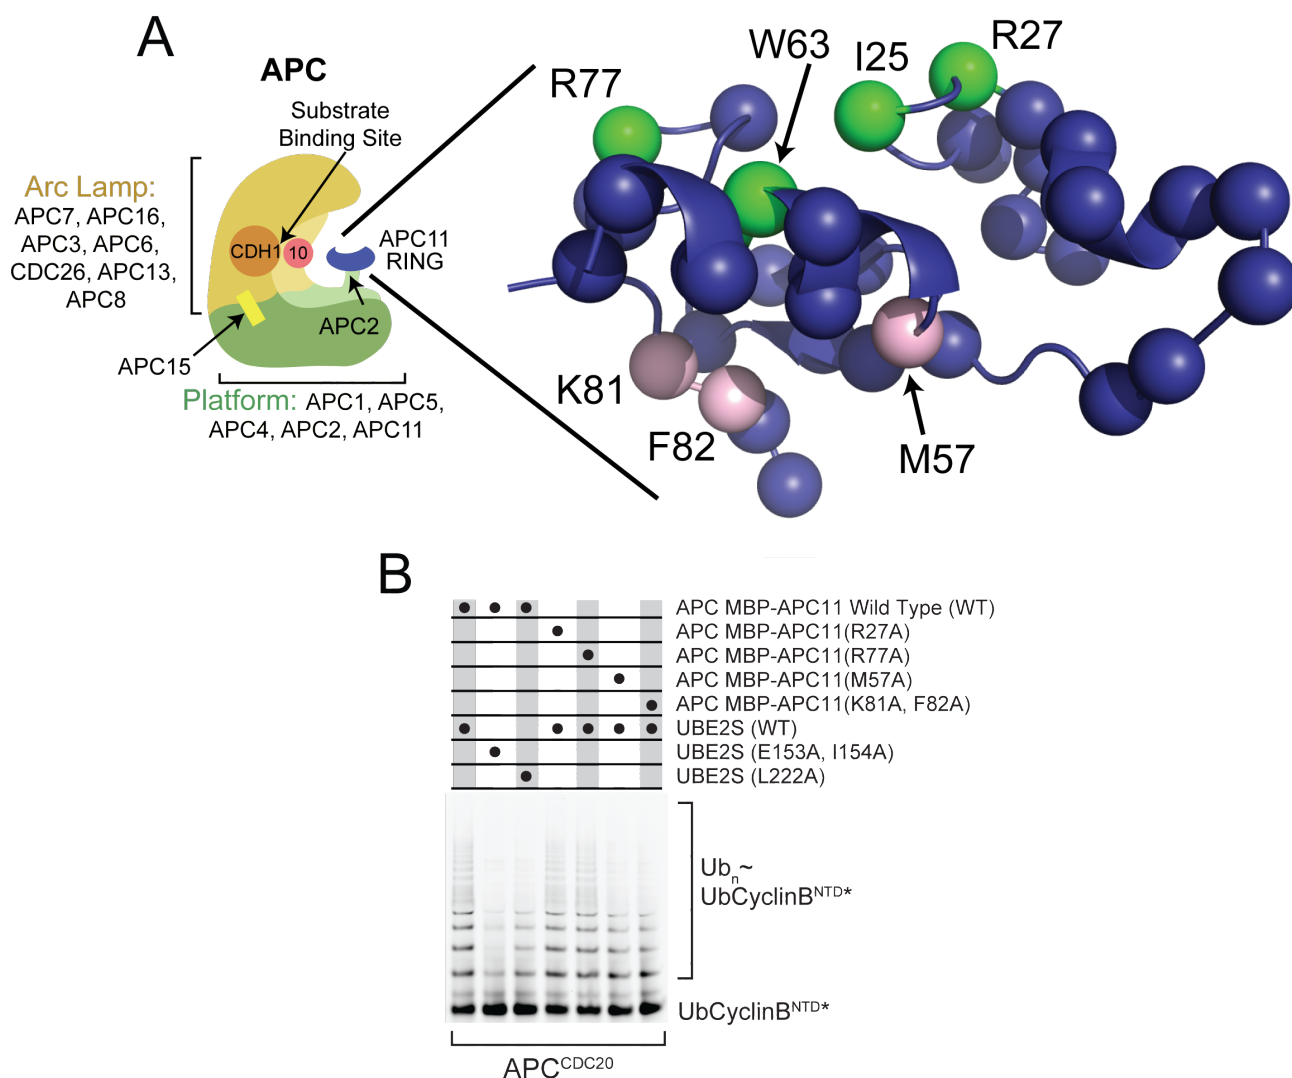 A
APC
Substrate
Binding Site
Arc Lamp:
APC7, APC16,
APC3, APC6,
CDC26, APC13,
APC8
CDH1
10
APC11
RING
APC2
APC15
Platform: APC1, APC5,
APC4, APC2, APC11
R77
W63
I25
R27
K81
F82
M57
B
APC MBP-APC11 Wild Type (WT)
APC MBP-APC11(R27A)
APC MBP-APC11(R77A)
APC MBP-APC11(M57A)
APC MBP-APC11(K81A, F82A)
UBE2S (WT)
UBE2S (E153A, I154A)
UBE2S (L222A)
Ubn~
UbCyclinBNTD*
UbCyclinBNTD*
APCCDC20